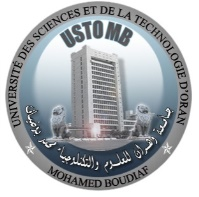 UNIVERSITÉ DES SCIENCES ET DE LA TECHNOLOGIE D'ORAN
USTO MB
جامعة وهران للعلوم والتكنولوجيا محمد بوضياف
MOHAMED BOUDIAF